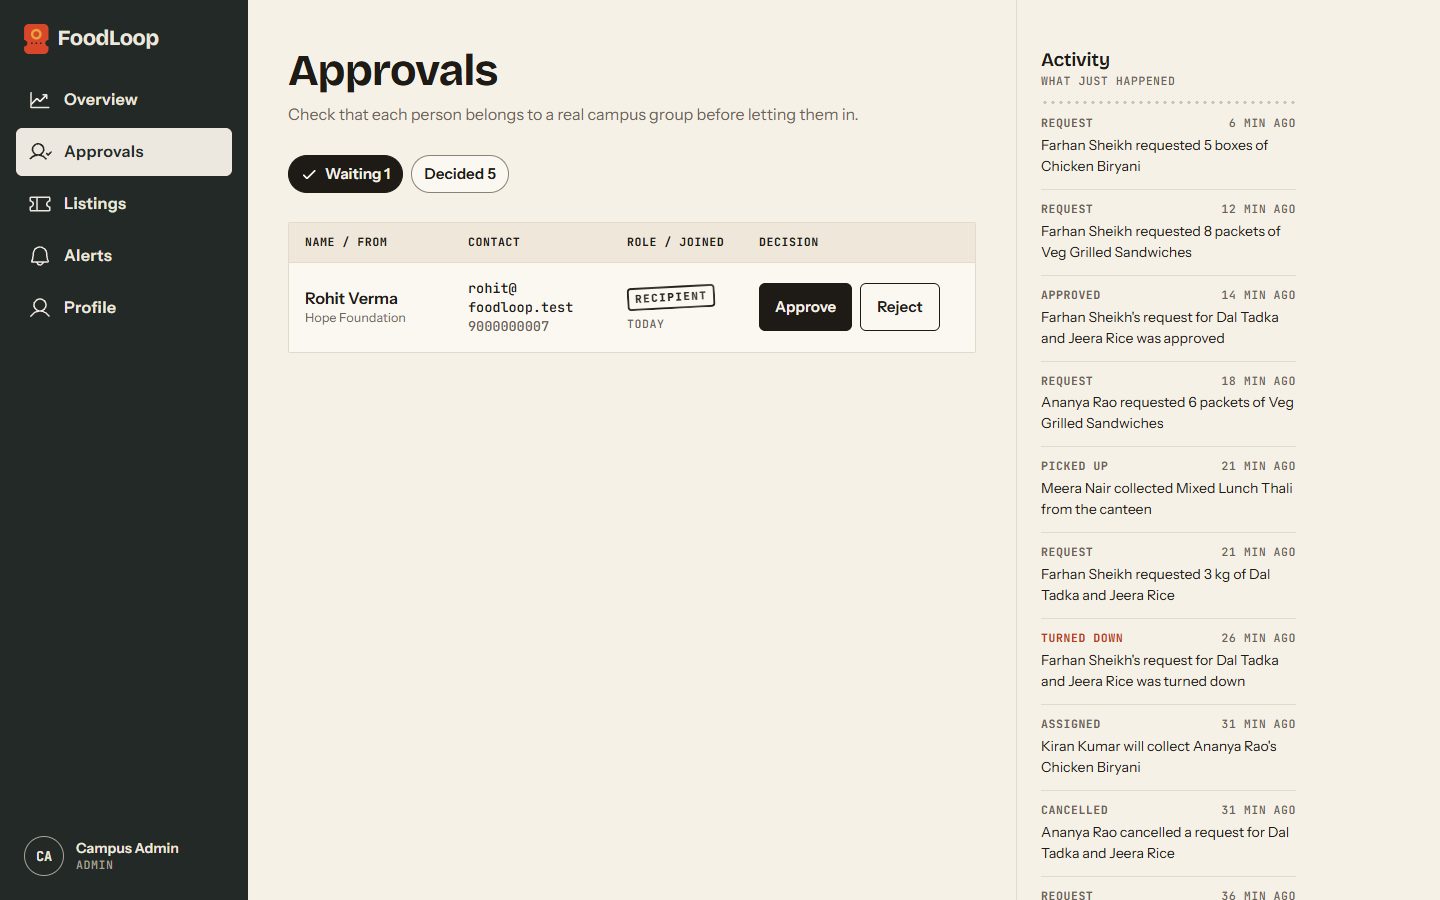 FoodLoop
Overview
Approvals
Listings
Alerts
Profile
CA
Campus Admin
ADMIN
Approvals
Check that each person belongs to a real campus group before letting them in.
Waiting 1
Decided 5
NAME / FROM
CONTACT
ROLE / JOINED
DECISION
Rohit Verma
Hope Foundation
rohit@
foodloop.test
9000000007
RECIPIENT
TODAY
Approve
Reject
Activity
WHAT JUST HAPPENED
REQUEST 6 MIN AGO
Farhan Sheikh requested 5 boxes of
Chicken Biryani
REQUEST 12 MIN AGO
Farhan Sheikh requested 8 packets of
Veg Grilled Sandwiches
APPROVED 14 MIN AGO
Farhan Sheikh's request for Dal Tadka
and Jeera Rice was approved
REQUEST 18 MIN AGO
Ananya Rao requested 6 packets of Veg
Grilled Sandwiches
PICKED UP 21 MIN AGO
Meera Nair collected Mixed Lunch Thali
from the canteen
REQUEST 21 MIN AGO
Farhan Sheikh requested 3 kg of Dal
Tadka and Jeera Rice
TURNED DOWN 26 MIN AGO
Farhan Sheikh's request for Dal Tadka
and Jeera Rice was turned down
ASSIGNED 31 MIN AGO
Kiran Kumar will collect Ananya Rao's
Chicken Biryani
CANCELLED 31 MIN AGO
Ananya Rao cancelled a request for Dal
Tadka and Jeera Rice
REQUEST 36 MIN AGO